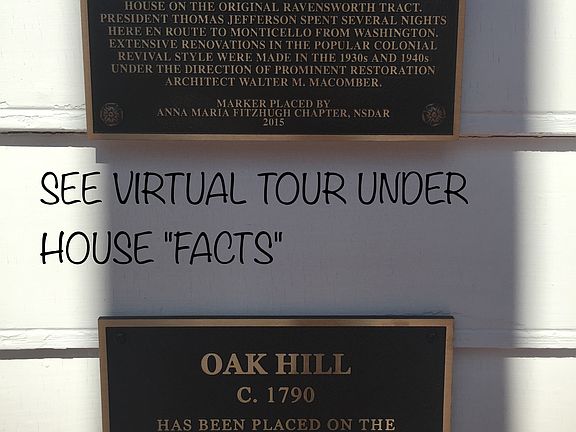 HOUSE ON THE ORIGINAL RAVENSWORTH TRACT.
PRESIDENT THOMAS JEFFERSON SPENT SEVERAL NIGHTS
HERE EN ROUTE TO MONTICELLO FROM WASHINGTON.
EXTENSIVE RENOVATIONS IN THE POPULAR COLONIAL
REVIVAL STYLE WERE MADE IN THE 1930s AND 1940s
UNDER THE DIRECTION OF PROMINENT RESTORATION
ARCHITECT WALTER M. MACOMBER.
MARKER PLACED BY
ANNA MARIA FITZHUGH CHAPTER, NSDAR
2015
SEE VIRTUAL TOUR UNDER
HOUSE "FACTS"
OAK HILL
C. 1790
HAS BEEN PLACED ON THE